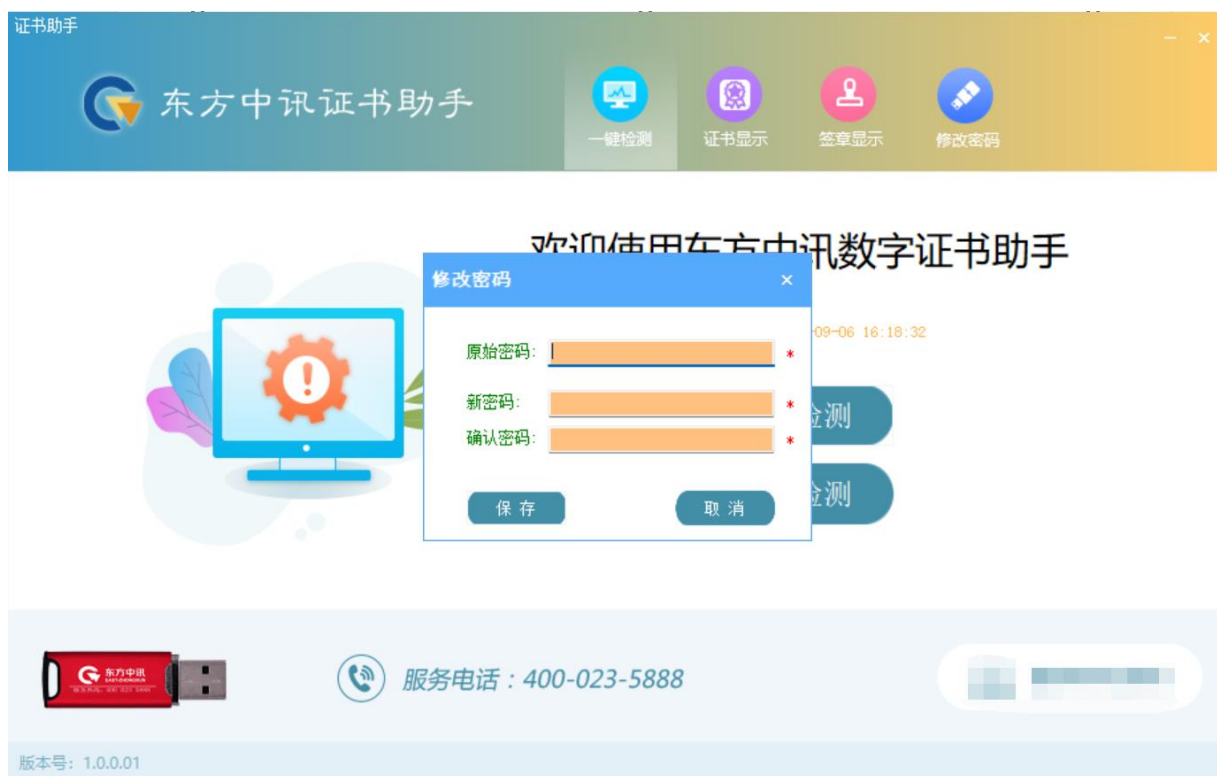 证书助手
东方中讯证书助手
一键检测
证书显示
签章显示
修改密码
欢迎使用东方中讯数字证书助手
修改密码
-09-06 16:18:32
原始密码:
*
新密码:
*
检测
确认密码:
*
保存
取消
检测
东方中讯
服务电话：400-023-5888
版本号: 1.0.0.01